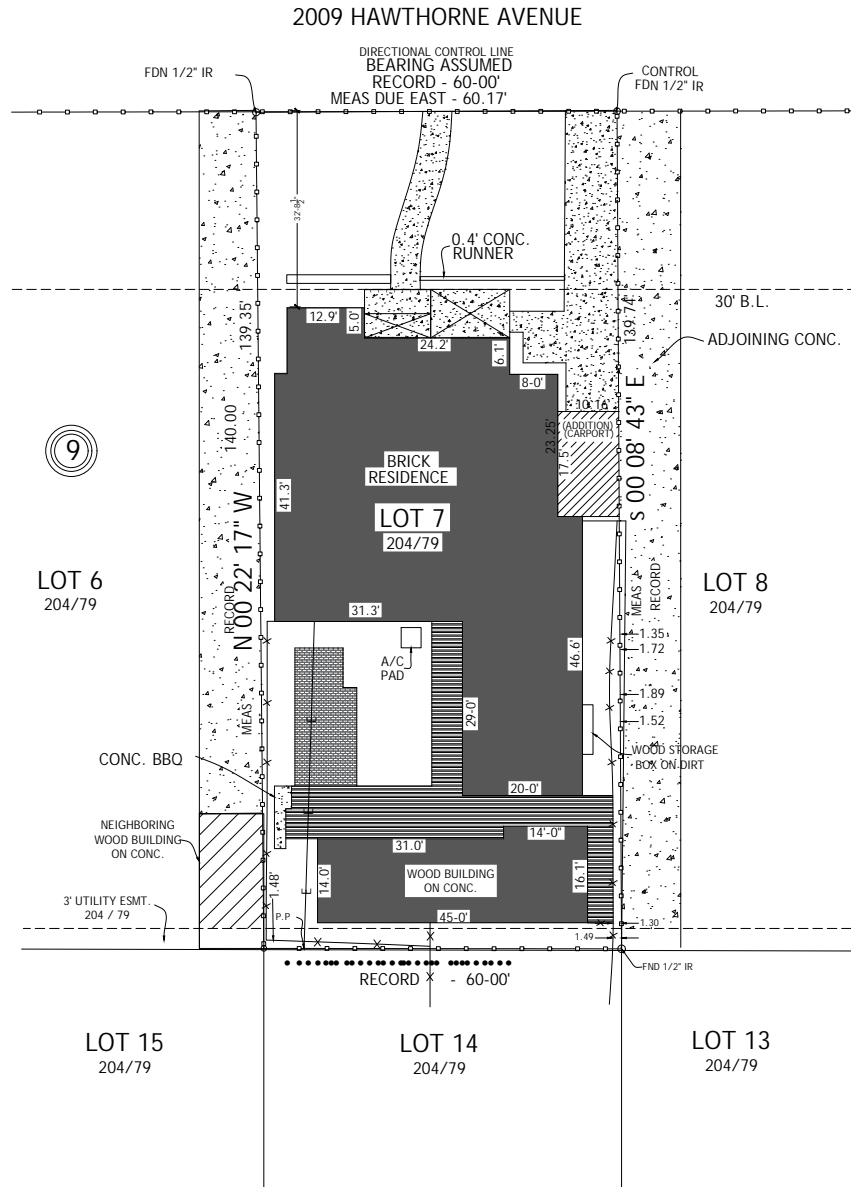 2009 HAWTHORNE AVENUE
DIRECTIONAL CONTROL LINE
BEARING ASSUMED
RECORD - 60-00'
MEAS DUE EAST - 60.17'
FDN 1/2" IR
CONTROL
FDN 1/2" IR
32'-8½"
0.4' CONC.
RUNNER
30' B.L.
12.9'
5.0'
24.2'
6.1'
8-0'
139.35'
139.74'
ADJOINING CONC.
10.16'
(ADDITION)
(CARPORT)
23.25'
17.5'
140.00
9
BRICK
RESIDENCE
41.3'
LOT 7
204/79
N 00 22' 17" W
S 00 08' 43" E
RECORD
MEAS
MEAS
RECORD
LOT 6
204/79
LOT 8
204/79
31.3'
A/C
PAD
46.6'
29-0'
1.35
1.72
1.89
1.52
WOOD STORAGE
BOX ON DIRT
CONC. BBQ
20-0'
14'-0"
31.0'
NEIGHBORING
WOOD BUILDING
ON CONC.
E
E
E
14.0'
WOOD BUILDING
ON CONC.
16.1'
1.48'
3' UTILITY ESMT.
204 / 79
P.P
45-0'
1.30
1.49
FND 1/2" IR
RECORD - 60-00'
LOT 15
204/79
LOT 14
204/79
LOT 13
204/79